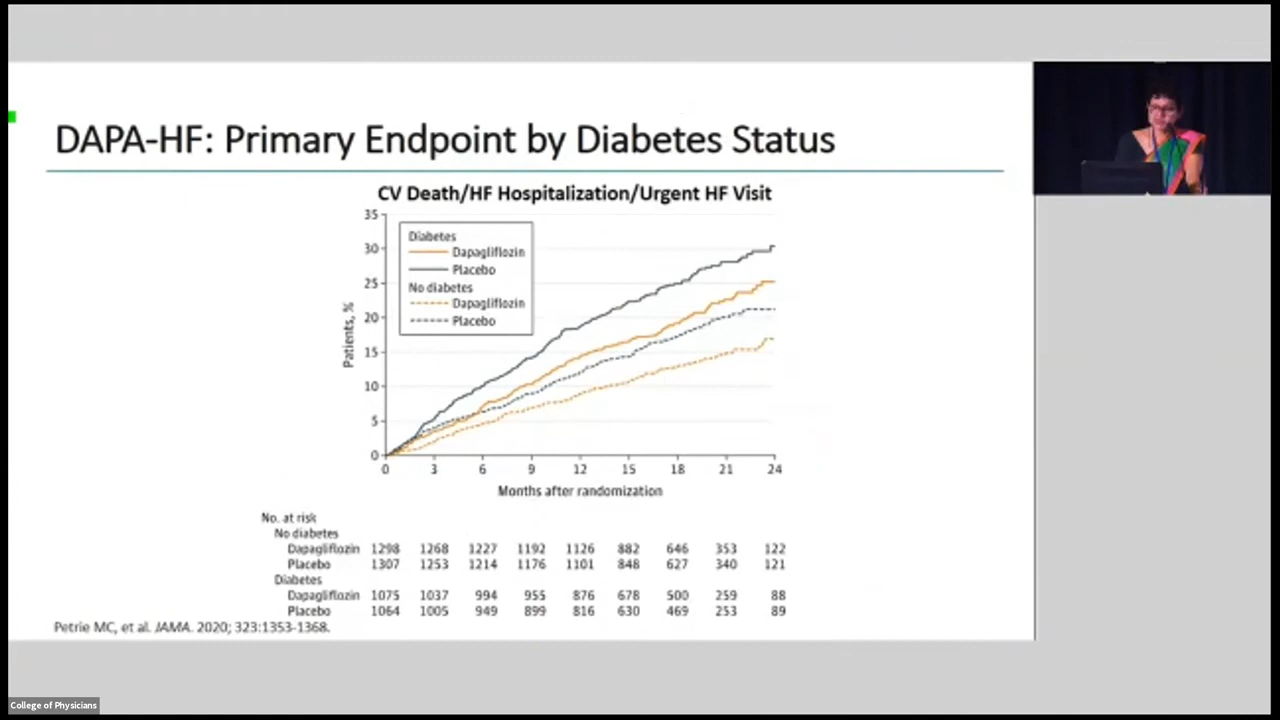 DAPA-HF: Primary Endpoint by Diabetes Status
CV Death/HF Hospitalization/Urgent HF Visit
35
30
25
20
15
10
5
0
Patients, %
Diabetes
Dapagliflozin
Placebo
No diabetes
Dapagliflozin
Placebo
0 3 6 9 12 15 18 21 24
Months after randomization
No. at risk
No diabetes
Dapagliflozin 1298 1268 1227 1192 1126 882 646 353 122
Placebo 1307 1253 1214 1176 1101 848 627 340 121
Diabetes
Dapagliflozin 1075 1037 994 955 876 678 500 259 88
Placebo 1064 1005 949 899 816 630 469 253 89
Petrie MC, et al. JAMA. 2020; 323:1353-1368.
College of Physicians